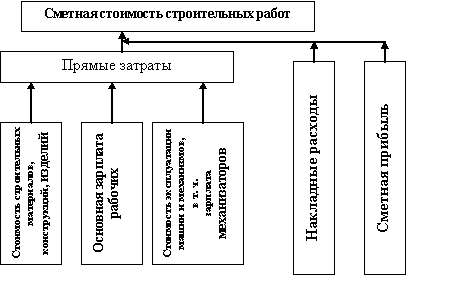 Сметная стоимость строительных работ
Прямые затраты
Стоимость строительных
материалов,
конструкций, изделий
Основная зарплата
рабочих
Стоимость эксплуатации
машин и механизмов,
в т. ч.
зарплата
механизаторов
Накладные расходы
Сметная прибыль